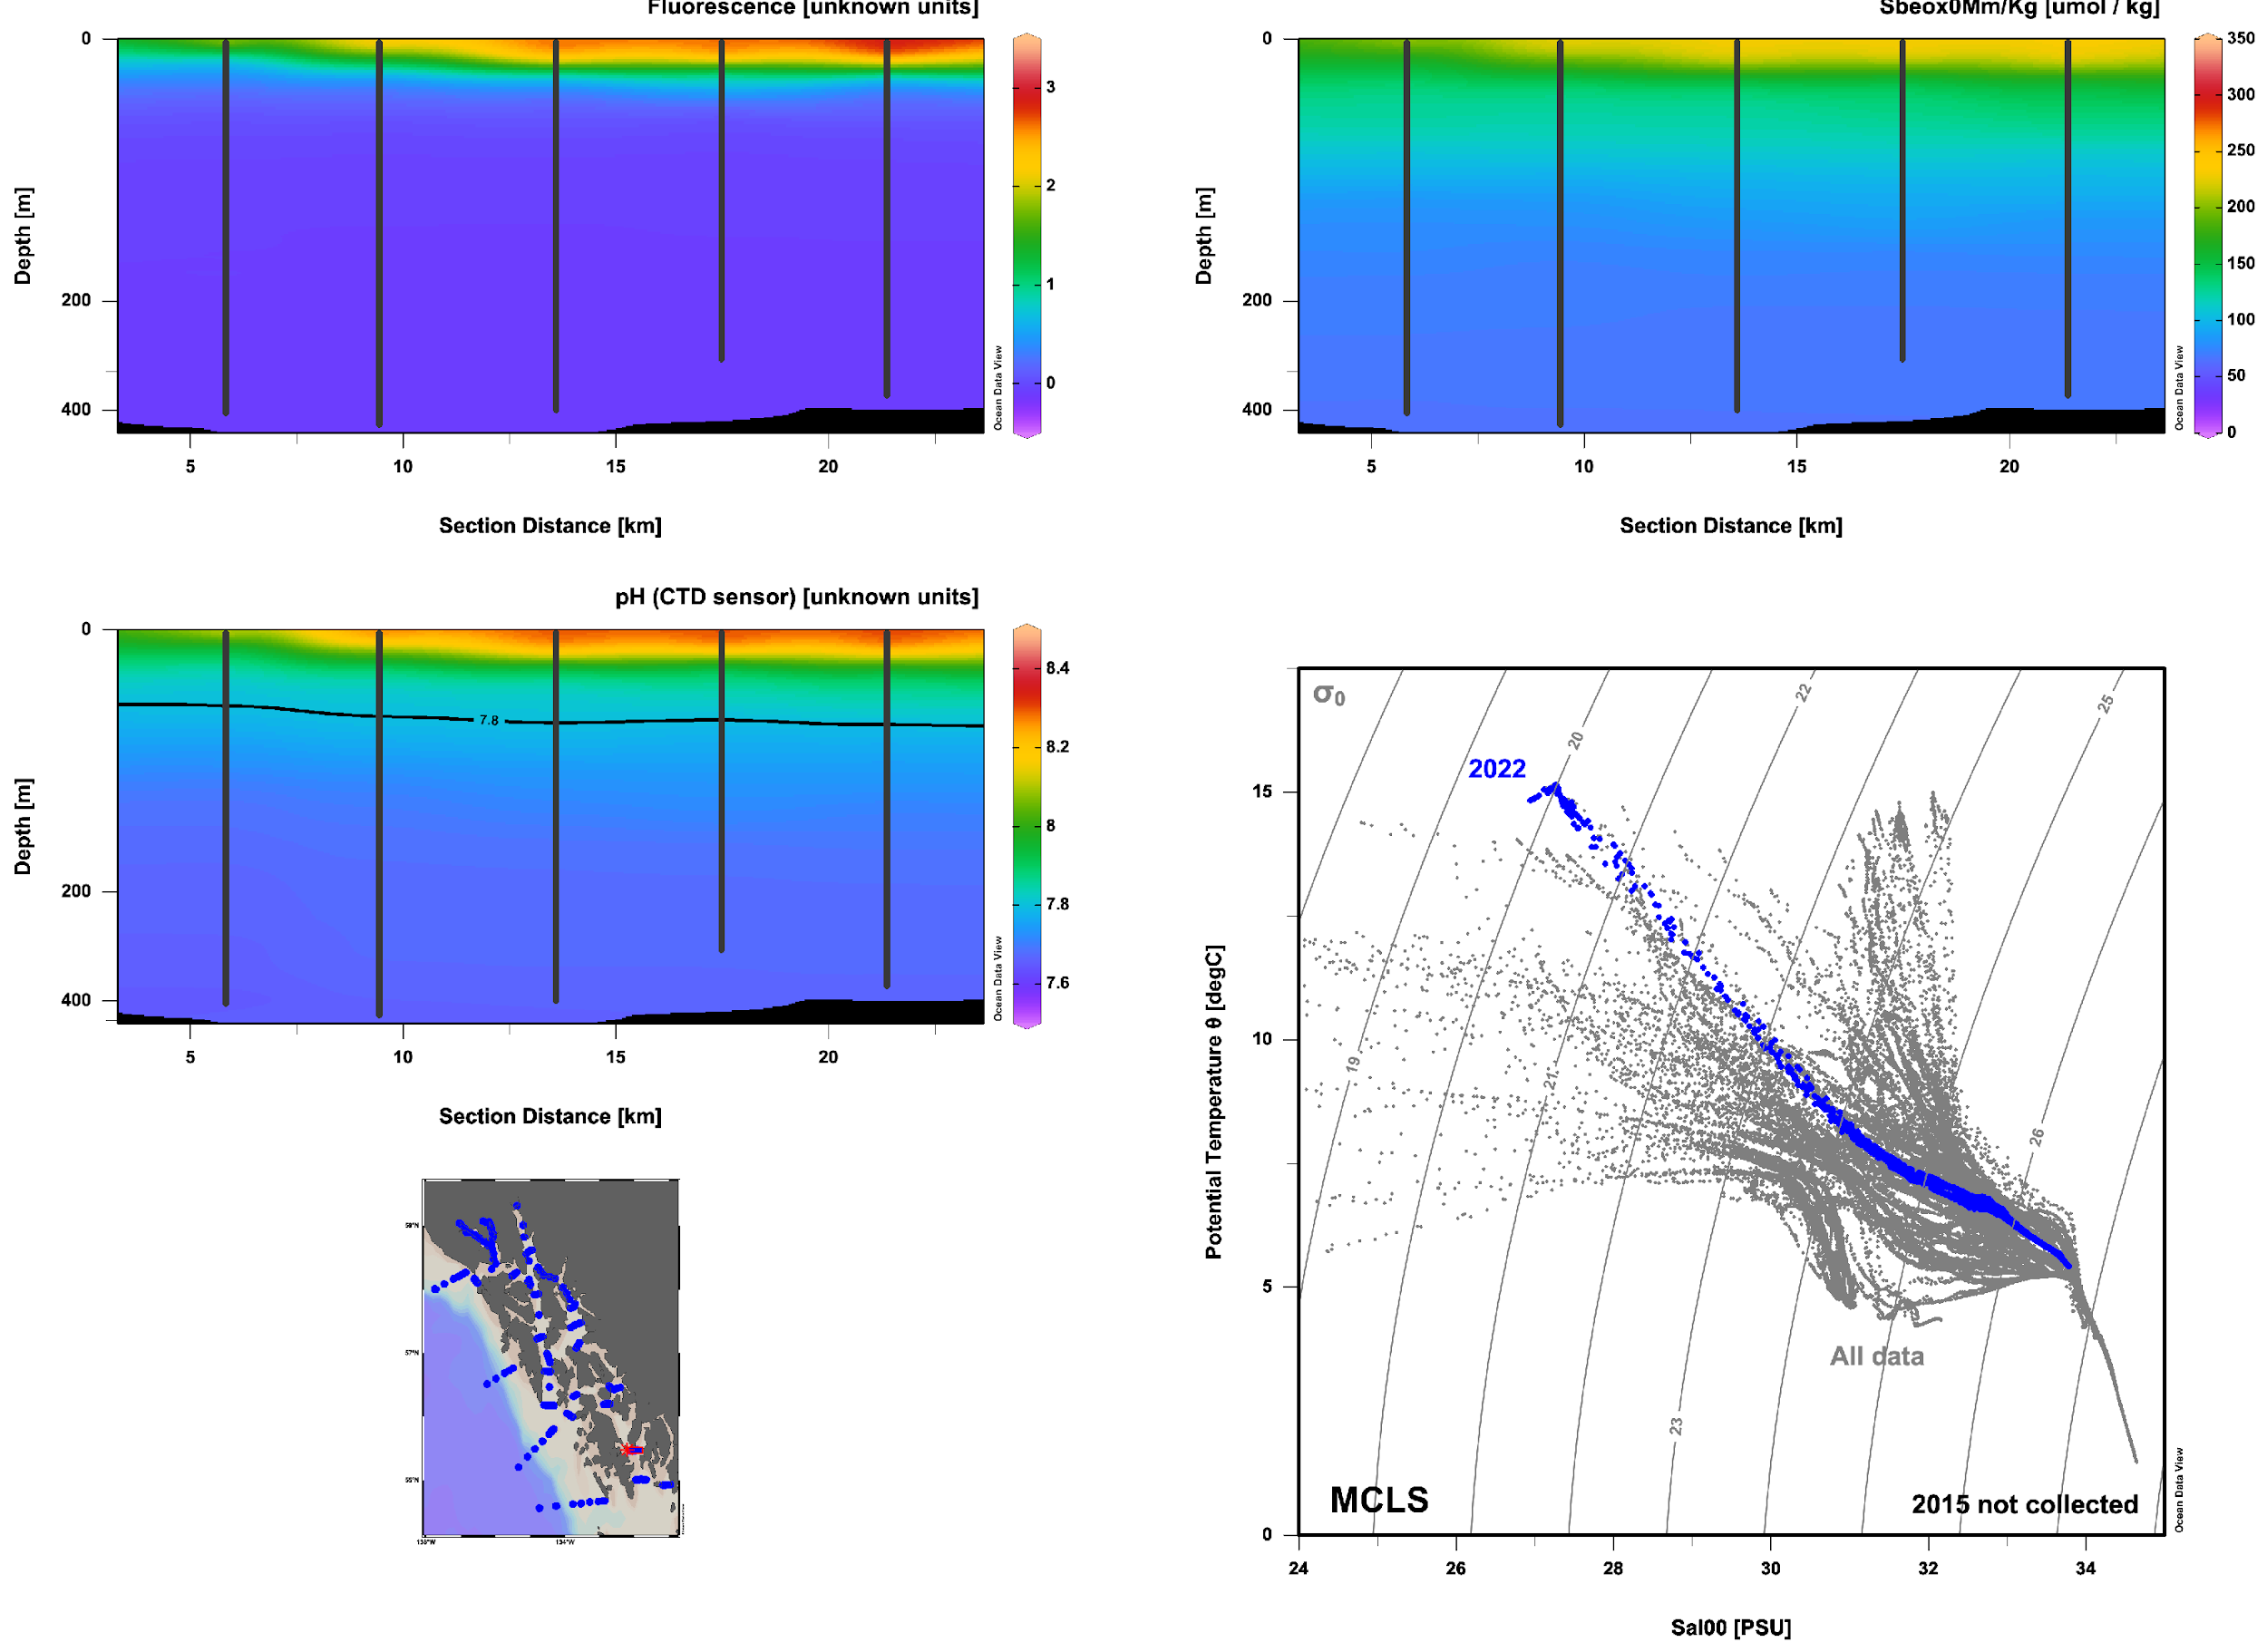 Fluorescence [unknown units]
0
200
400
Depth [m]
5 10 15 20
Section Distance [km]
3
2
1
0
Ocean Data View
Sbeox0Mm/Kg [umol / kg]
0
200
400
Depth [m]
5 10 15 20
Section Distance [km]
350
300
250
200
150
100
50
0
Ocean Data View
pH (CTD sensor) [unknown units]
0
200
400
Depth [m]
7.8
5 10 15 20
Section Distance [km]
8.4
8.2
8
7.8
7.6
Ocean Data View
57°N
134°W
σ0
20
22
25
2022
19
21
26
23
All data
MCLS
2015 not collected
15
10
5
0
Potential Temperature θ [degC]
24 26 28 30 32 34
Sal00 [PSU]
Ocean Data View